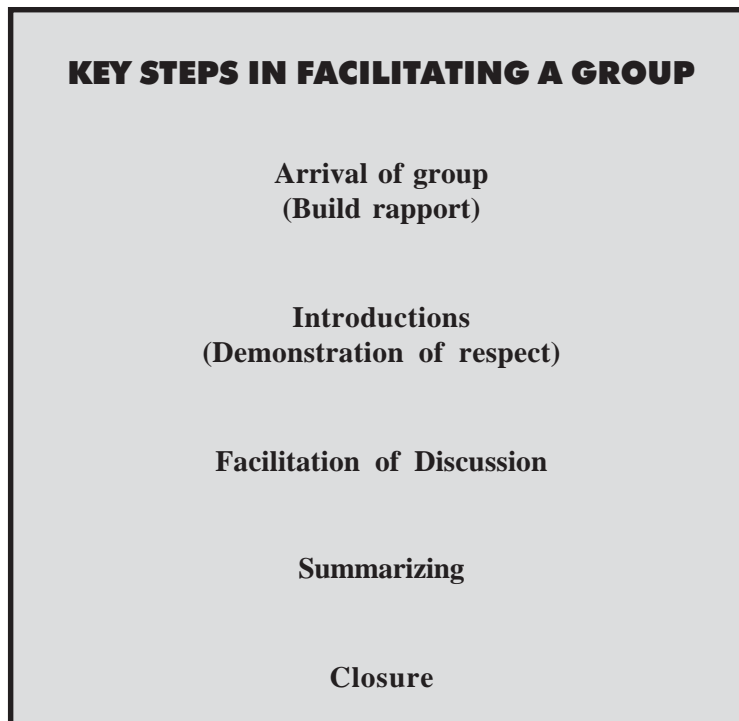 KEY STEPS IN FACILITATING A GROUP
Arrival of group
(Build rapport)
Introductions
(Demonstration of respect)
Facilitation of Discussion
Summarizing
Closure